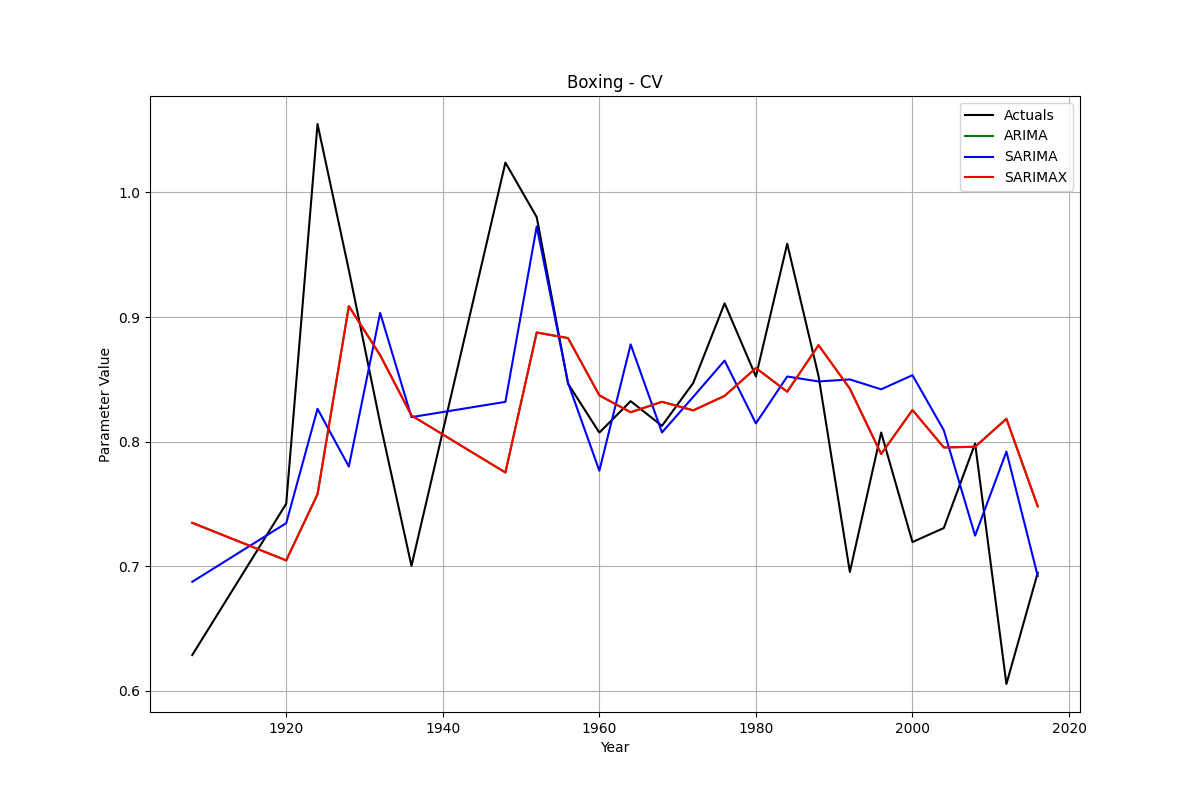 Boxing - CV
Actuals
ARIMA
SARIMA
SARIMAX
1.0
0.9
0.8
0.7
0.6
Parameter Value
1920
1940
1960
1980
2000
2020
Year